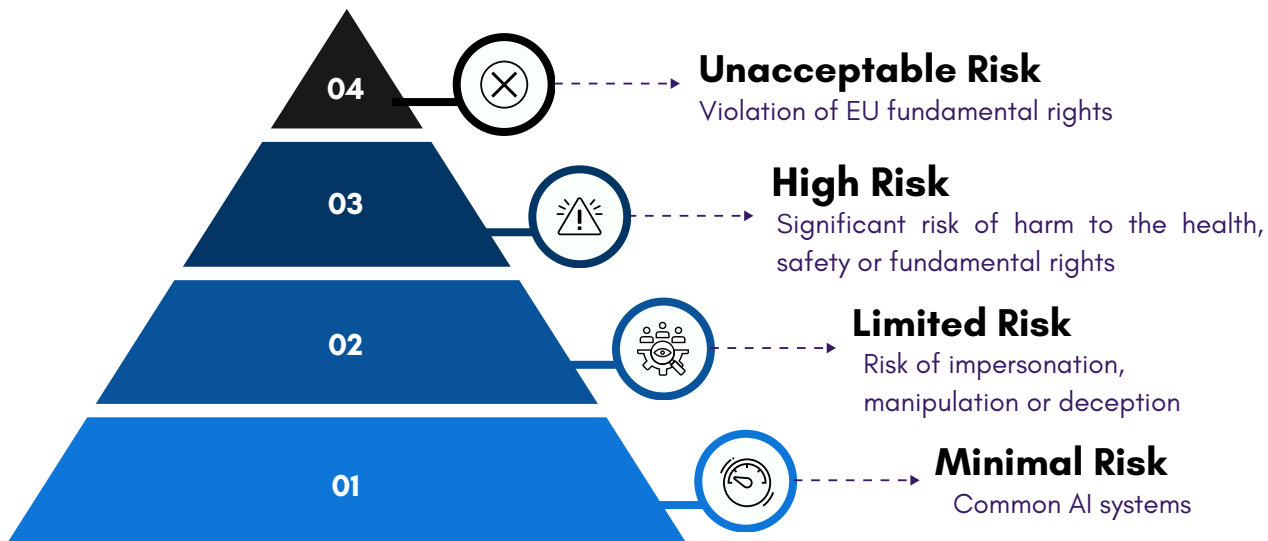 04
Unacceptable Risk
Violation of EU fundamental rights
03
High Risk
Significant risk of harm to the health,
safety or fundamental rights
02
Limited Risk
Risk of impersonation,
manipulation or deception
01
Minimal Risk
Common AI systems